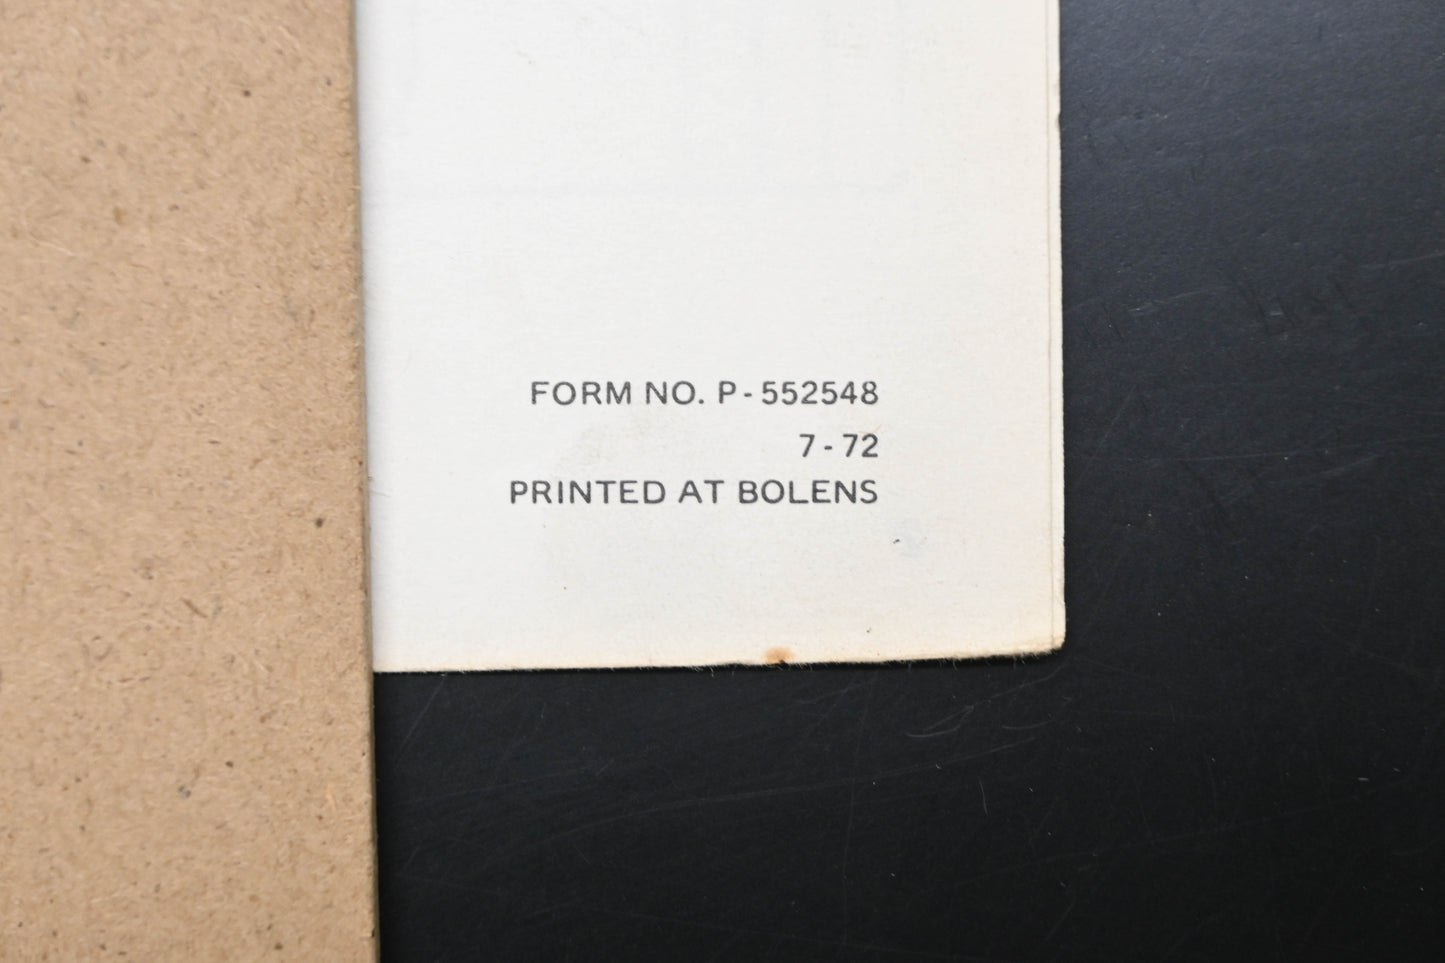 FORM NO. P-552548
7-72
PRINTED AT BOLENS